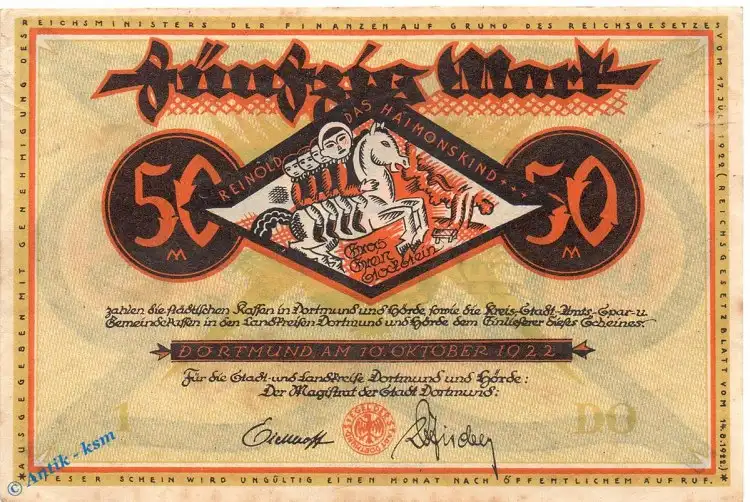 AUSGEGEBEN MIT GENEHMIGUNG DES REICHSMINISTERS DER FINANZEN AUF GRUND DES REICHSGESETZES VOM 17. JULI 1922 (REICHSGESETZBLATT VOM 14.8.1922)
Fünfzig Mark
REINOLD DAS HAIMONSKIND
50
M
50
M
zahlen die städtischen Kassen in Dortmund und Hörde sowie die Kreis-Stadt-Amts-Spar-u
Gemeindekassen in den Landkreisen Dortmund und Hörde dem Einlieferer dieses Scheines.
DORTMUND AM 10. OKTOBER 1922
Für die Stadt- und Landkreise Dortmund und Hörde:
Der Magistrat der Stadt Dortmund:
1
DO
DIESER SCHEIN WIRD UNGÜLTIG EINEN MONAT NACH ÖFFENTLICHEM AUFRUF.
© Antik - ksm